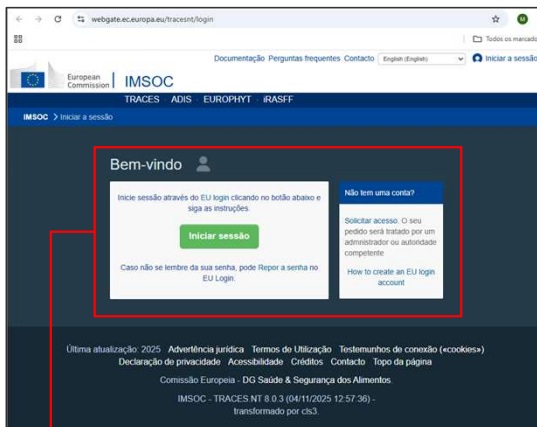 webgate.ec.europa.eu/tracesnt/login
M
Todos os marcado
Documentação Perguntas frequentes Contacto English (English) Iniciar a sessão
European
Commission
IMSOC
TRACES ADIS EUROPHYT iRASFF
IMSOC > Iniciar a sessão
Bem-vindo
Inicie sessão através do EU login clicando no botão abaixo e
siga as instruções.
Iniciar sessão
Caso não se lembre da sua senha, pode Repor a senha no
EU Login.
Não tem uma conta?
Solicitar acesso. O seu
pedido será tratado por um
administrador ou autoridade
competente
How to create an EU login
account
Última atualização: 2025 Advertência jurídica Termos de Utilização Testemunhos de conexão («cookies»)
Declaração de privacidade Acessibilidade Créditos Contacto Topo da página
Comissão Europeia - DG Saúde & Segurança dos Alimentos
IMSOC - TRACES NT 8.0.3 (04/11/2025 12:57:36) -
transformado por cls3.